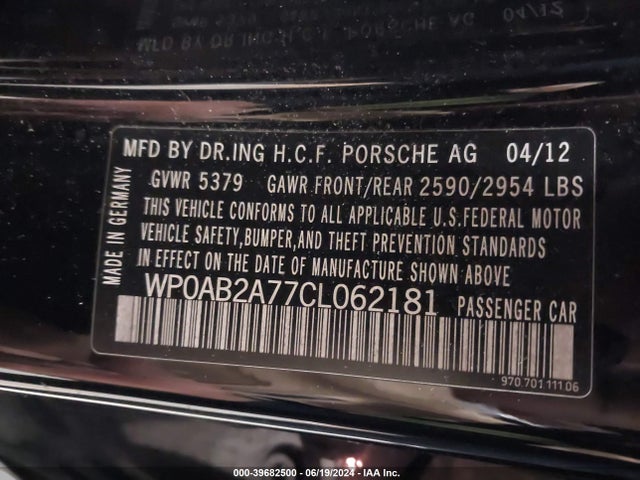 MFD BY DR.ING H.C.F. PORSCHE AG 04/12
GVWR 5379 GAWR FRONT/REAR 2590/2954 LBS
THIS VEHICLE CONFORMS TO ALL APPLICABLE U.S.FEDERAL MOTOR
VEHICLE SAFETY,BUMPER,AND THEFT PREVENTION STANDARDS
IN EFFECT ON THE DATE OF MANUFACTURE SHOWN ABOVE
MADE IN GERMANY
WP0AB2A77CL062181 PASSENGER CAR
970.701.111.06
000-39682500 - 06/19/2024 - IAA Inc.